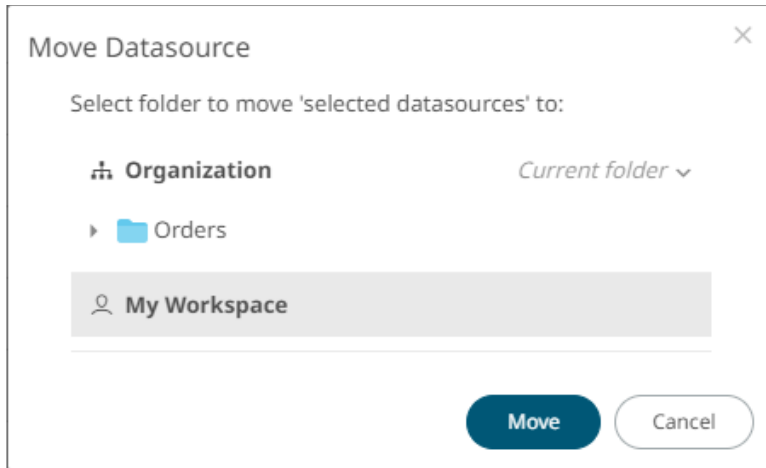 Move Datasource
Select folder to move 'selected datasources' to:
Organization Current folder
Orders
My Workspace
Move Cancel